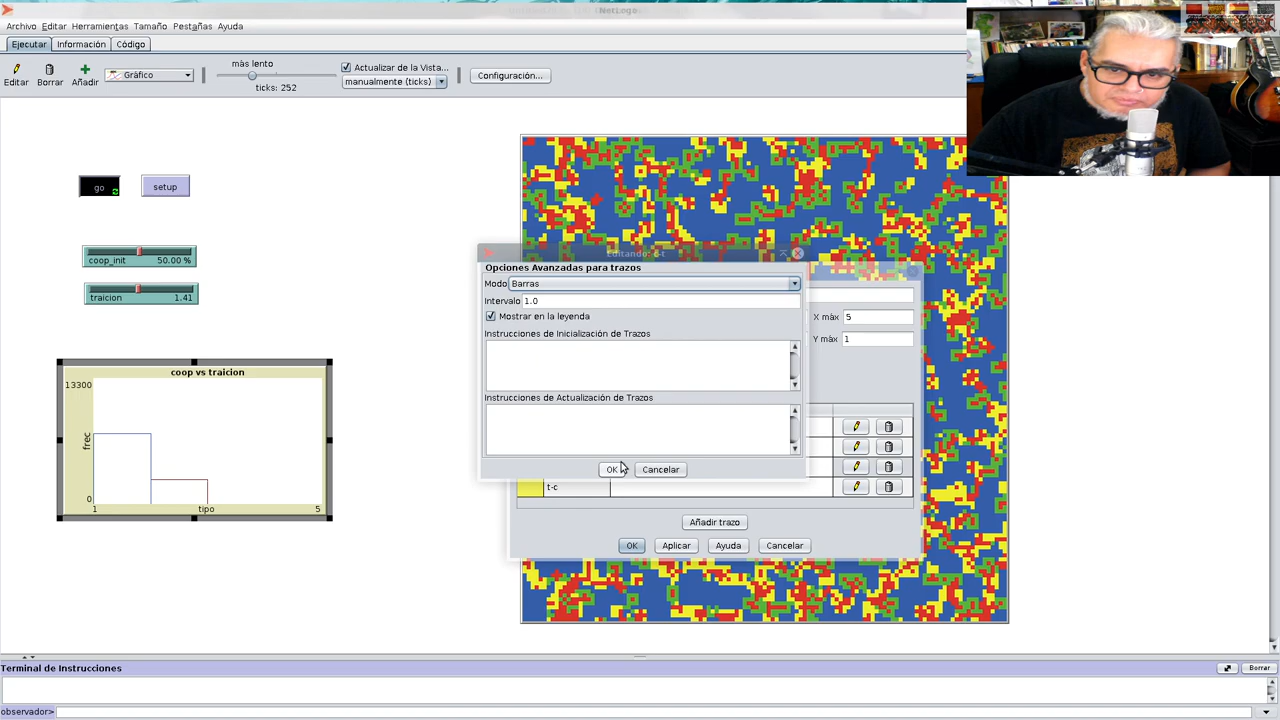 NetLogo
Archivo Editar Herramientas Tamaño Pestañas Ayuda
Ejecutar Información Código
más lento
Actualizar de la Vista...
Editar Borrar Añadir
Gráfico
manualmente (ticks)
Configuración...
ticks: 252
go
setup
coop_init 50.00 %
traicion 1.41
coop vs traicion
13300
frec
0
1 tipo 5
Opciones Avanzadas para trazos
Modo Barras
Intervalo 1.0
Mostrar en la leyenda
Instrucciones de Inicialización de Trazos
Instrucciones de Actualización de Trazos
OK Cancelar
X máx 5
Y máx 1
t-c
Añadir trazo
OK Aplicar Ayuda Cancelar
Terminal de Instrucciones
Borrar
observador>